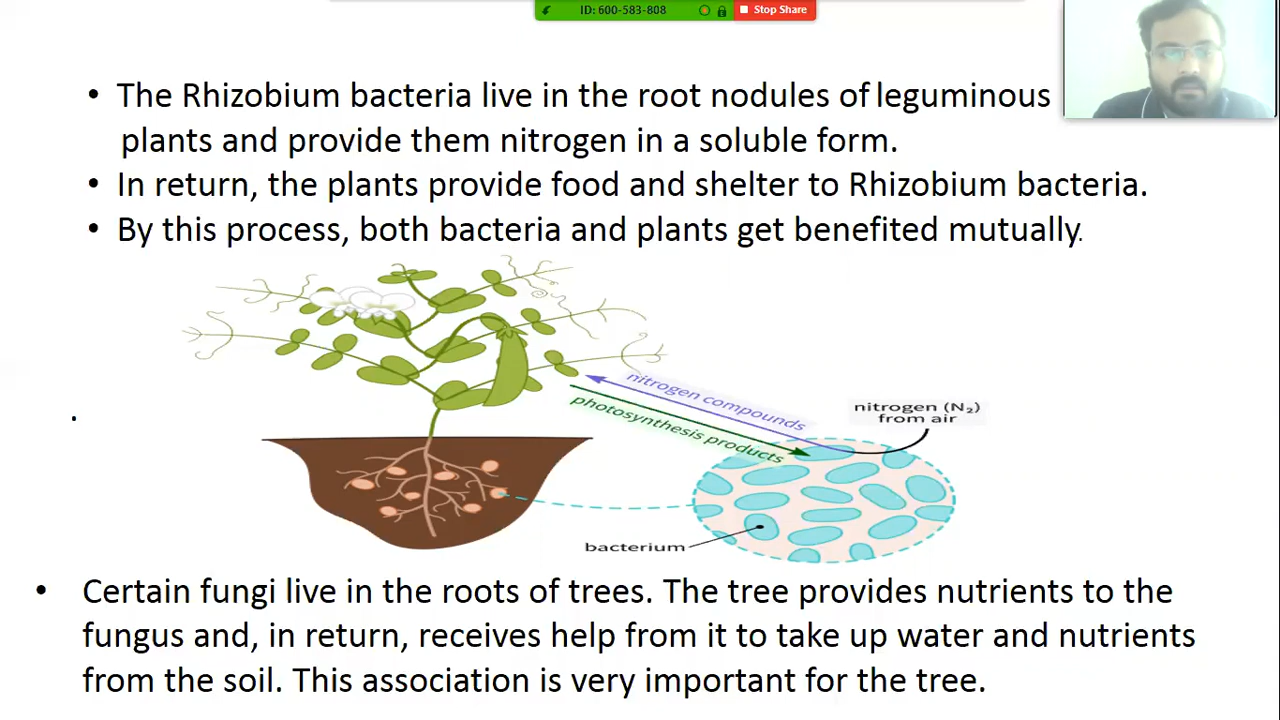 ID: 600-583-808
Stop Share
• The Rhizobium bacteria live in the root nodules of leguminous
plants and provide them nitrogen in a soluble form.
• In return, the plants provide food and shelter to Rhizobium bacteria.
• By this process, both bacteria and plants get benefited mutually.
nitrogen compounds
photosynthesis products
nitrogen (N₂)
from air
.
bacterium
• Certain fungi live in the roots of trees. The tree provides nutrients to the
fungus and, in return, receives help from it to take up water and nutrients
from the soil. This association is very important for the tree.